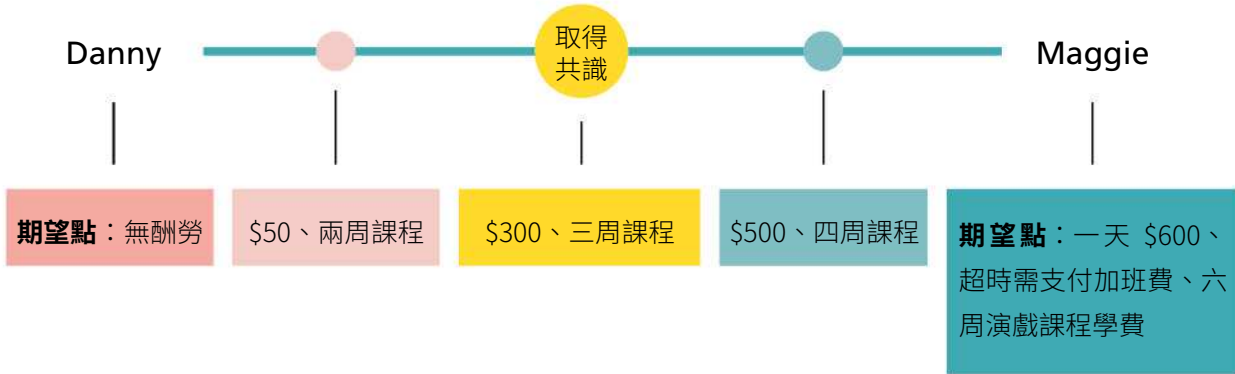 Danny
取得
共識
Maggie
期望點：無酬勞
$50、兩周課程
$300、三周課程
$500、四周課程
期望點：一天 $600、
超時需支付加班費、六
周演戲課程學費